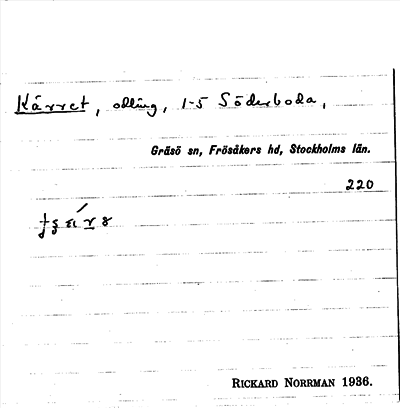 Kärret, odling, 1-5 Söderboda,
Gräsö sn, Frösåkers hd, Stockholms län.
220
RICKARD NORRMAN 1936.